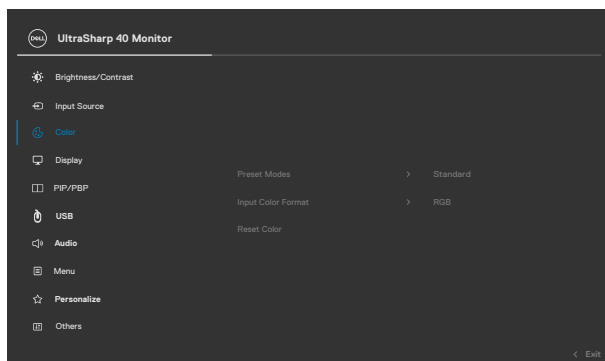 DELL UltraSharp 40 Monitor
Brightness/Contrast
Input Source
Color
Display
Preset Modes > Standard
PIP/PBP
Input Color Format > RGB
USB
Reset Color
Audio
Menu
Personalize
Others
< Exit